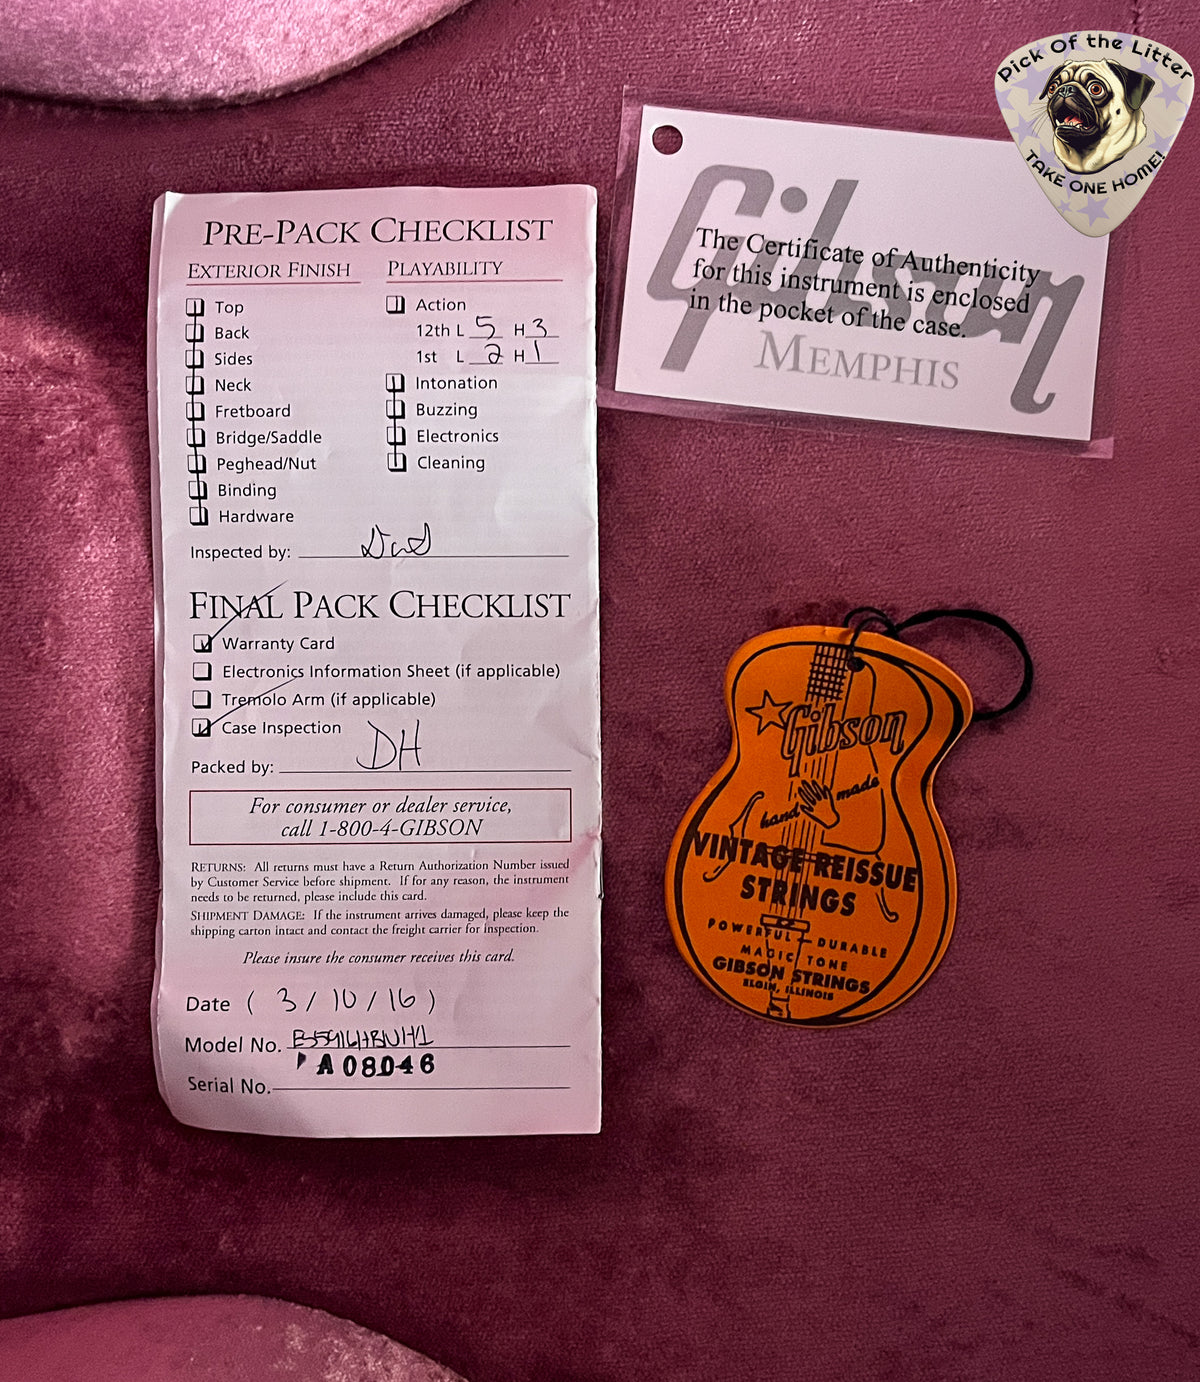 PRE-PACK CHECKLIST
EXTERIOR FINISH
Top
Back
Sides
Neck
Fretboard
Bridge/Saddle
Peghead/Nut
Binding
Hardware
PLAYABILITY
Action
12th L 5 H 3
1st L 2 H 1
Intonation
Buzzing
Electronics
Cleaning
Inspected by:
FINAL PACK CHECKLIST
Warranty Card
Electronics Information Sheet (if applicable)
Tremolo Arm (if applicable)
Case Inspection
Packed by: DH
For consumer or dealer service,
call 1-800-4-GIBSON
RETURNS: All returns must have a Return Authorization Number issued
by Customer Service before shipment. If for any reason, the instrument
needs to be returned, please include this card.
SHIPMENT DAMAGE: If the instrument arrives damaged, please keep the
shipping carton intact and contact the freight carrier for inspection.
Please insure the consumer receives this card.
Date ( 3 / 10 / 16 )
Model No.
A08046
Serial No.
Gibson
The Certificate of Authenticity
for this instrument is enclosed
in the pocket of the case.
MEMPHIS
Pick Of the Litter
TAKE ONE HOME!
Gibson
hand made
VINTAGE REISSUE
STRINGS
POWERFUL - DURABLE
MAGIC TONE
GIBSON STRINGS
ELGIN, ILLINOIS